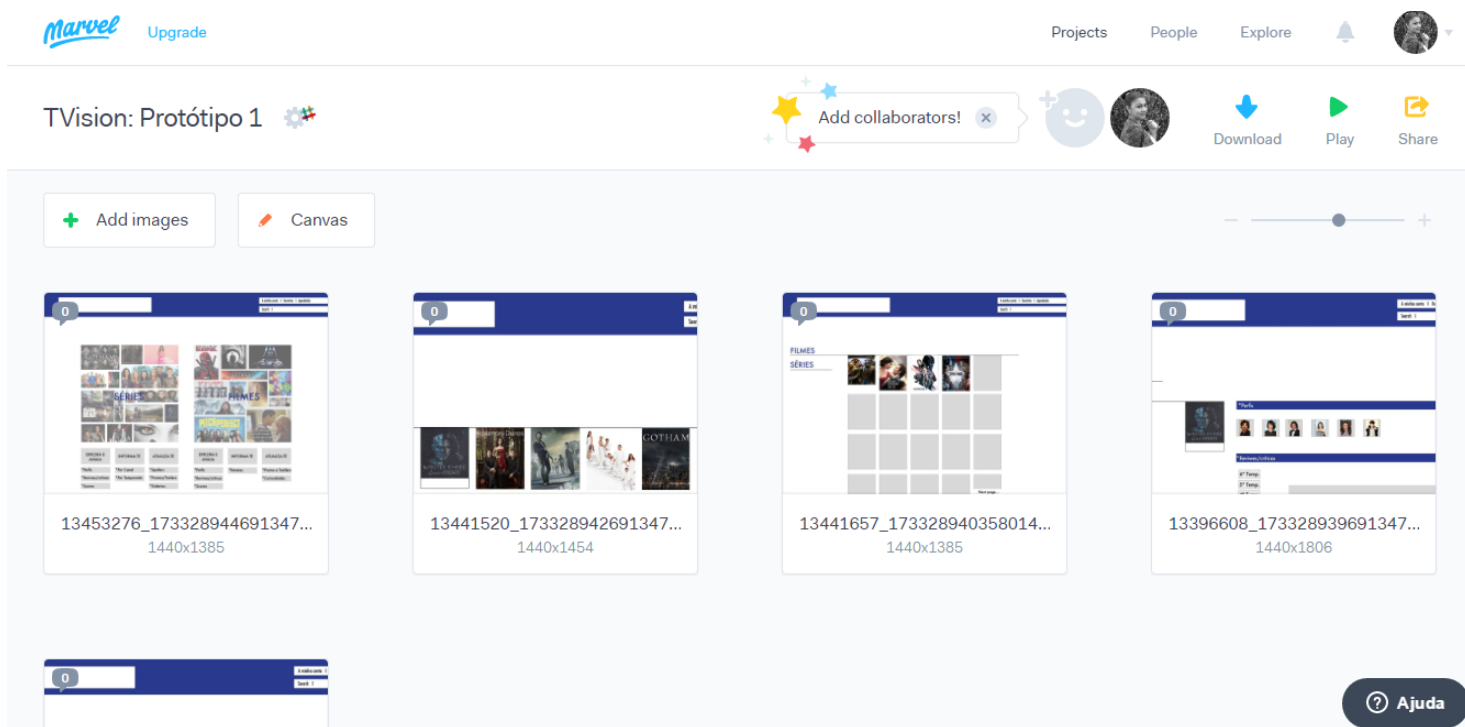 Marvel Upgrade Projects People Explore
TVision: Protótipo 1 Add collaborators! Download Play Share
Add images Canvas
0 0 0 0
FILMES
SÉRIES
SÉRIES FILMES
GOTHAM
13453276_173328944691347... 13441520_173328942691347... 13441657_173328940358014... 13396608_173328939691347...
1440x1385 1440x1454 1440x1385 1440x1806
0
Ajuda